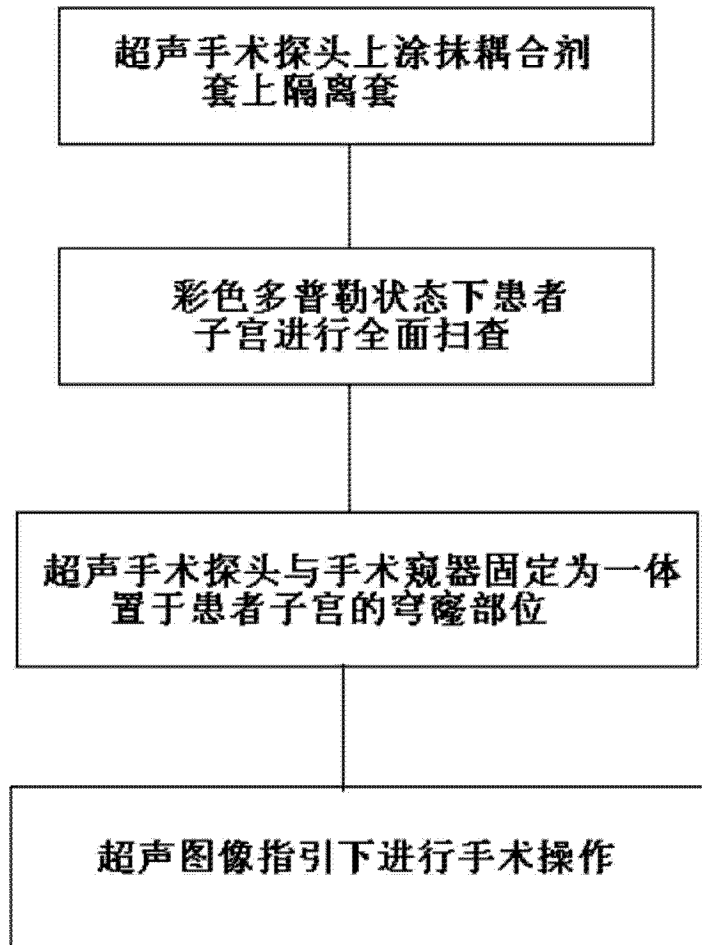 超声手术探头上涂抹耦合剂
套上隔离套
彩色多普勒状态下患者
子宫进行全面扫查
超声手术探头与手术窥器固定为一体
置于患者子宫的穹窿部位
超声图像指引下进行手术操作